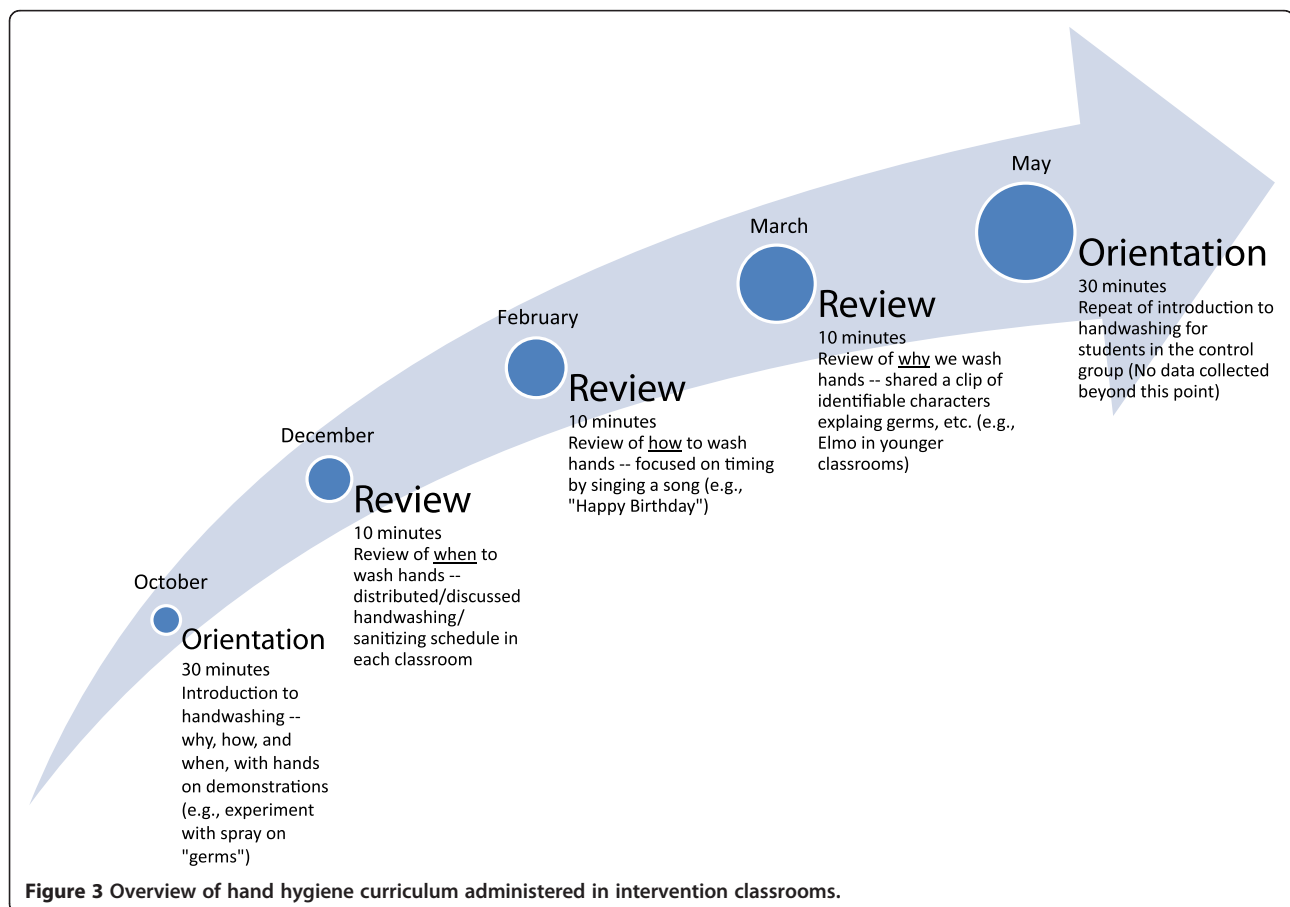 October
Orientation
30 minutes
Introduction to
handwashing --
why, how, and
when, with hands
on demonstrations
(e.g., experiment
with spray on
"germs")
December
Review
10 minutes
Review of when to
wash hands --
distributed/discussed
handwashing/
sanitizing schedule in
each classroom
February
Review
10 minutes
Review of how to wash
hands -- focused on timing
by singing a song (e.g.,
"Happy Birthday")
March
Review
10 minutes
Review of why we wash
hands -- shared a clip of
identifiable characters
explaing germs, etc. (e.g.,
Elmo in younger
classrooms)
May
Orientation
30 minutes
Repeat of introduction to
handwashing for
students in the control
group (No data collected
beyond this point)
Figure 3 Overview of hand hygiene curriculum administered in intervention classrooms.